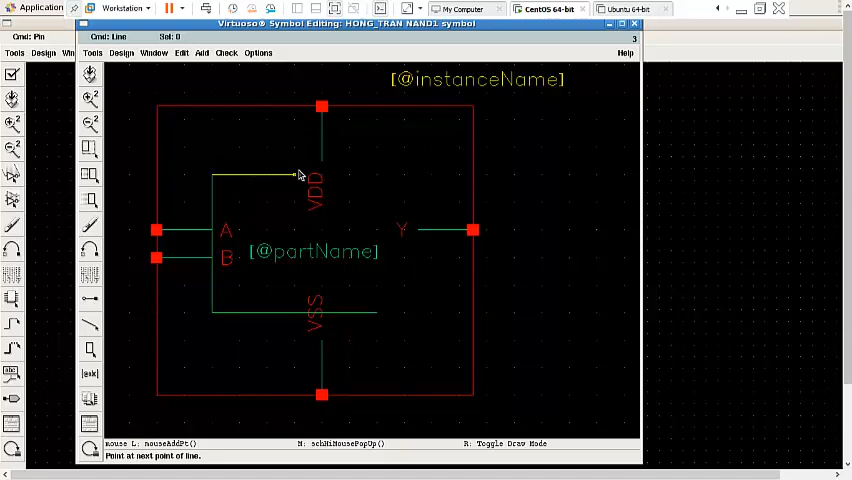 Application
Workstation
My Computer
CentOS 64-bit
Ubuntu 64-bit
Virtuoso® Symbol Editing: HONG_TRAN NAND1 symbol
Cmd: Pin
Cmd: Line
Sel: 0
3
Tools
Design
Win
Tools
Design
Window
Edit
Add
Check
Options
Help
[@instanceName]
VDD
A
Y
[@partName]
B
VSS
mouse L: mouseAddPt()
M: schHiMousePopUp()
R: Toggle Draw Mode
Point at next point of line.